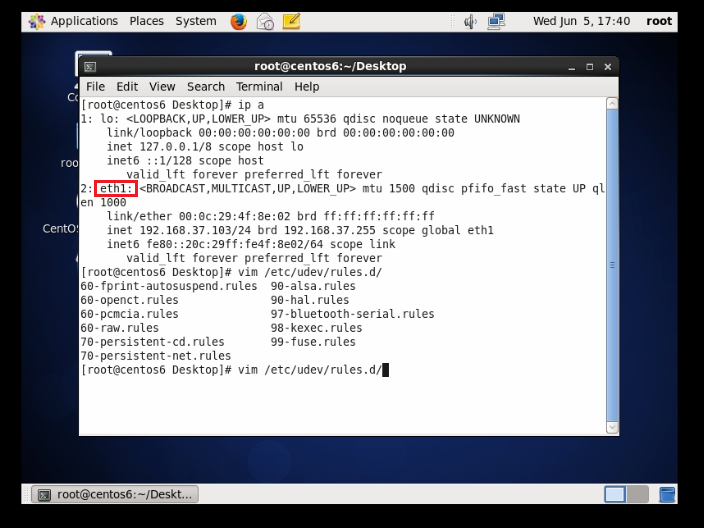 Applications Places System Wed Jun 5, 17:40 root
root@centos6:~/Desktop
File Edit View Search Terminal Help
[root@centos6 Desktop]# ip a
1: lo: <LOOPBACK,UP,LOWER_UP> mtu 65536 qdisc noqueue state UNKNOWN
link/loopback 00:00:00:00:00:00 brd 00:00:00:00:00:00
inet 127.0.0.1/8 scope host lo
inet6 ::1/128 scope host
valid_lft forever preferred_lft forever
2: eth1: <BROADCAST,MULTICAST,UP,LOWER_UP> mtu 1500 qdisc pfifo_fast state UP ql
en 1000
link/ether 00:0c:29:4f:8e:02 brd ff:ff:ff:ff:ff:ff
inet 192.168.37.103/24 brd 192.168.37.255 scope global eth1
inet6 fe80::20c:29ff:fe4f:8e02/64 scope link
valid_lft forever preferred_lft forever
[root@centos6 Desktop]# vim /etc/udev/rules.d/
60-fprint-autosuspend.rules 90-alsa.rules
60-openct.rules 90-hal.rules
60-pcmcia.rules 97-bluetooth-serial.rules
60-raw.rules 98-kexec.rules
70-persistent-cd.rules 99-fuse.rules
70-persistent-net.rules
[root@centos6 Desktop]# vim /etc/udev/rules.d/
Co
roo
CentOS
root@centos6:~/Deskt...